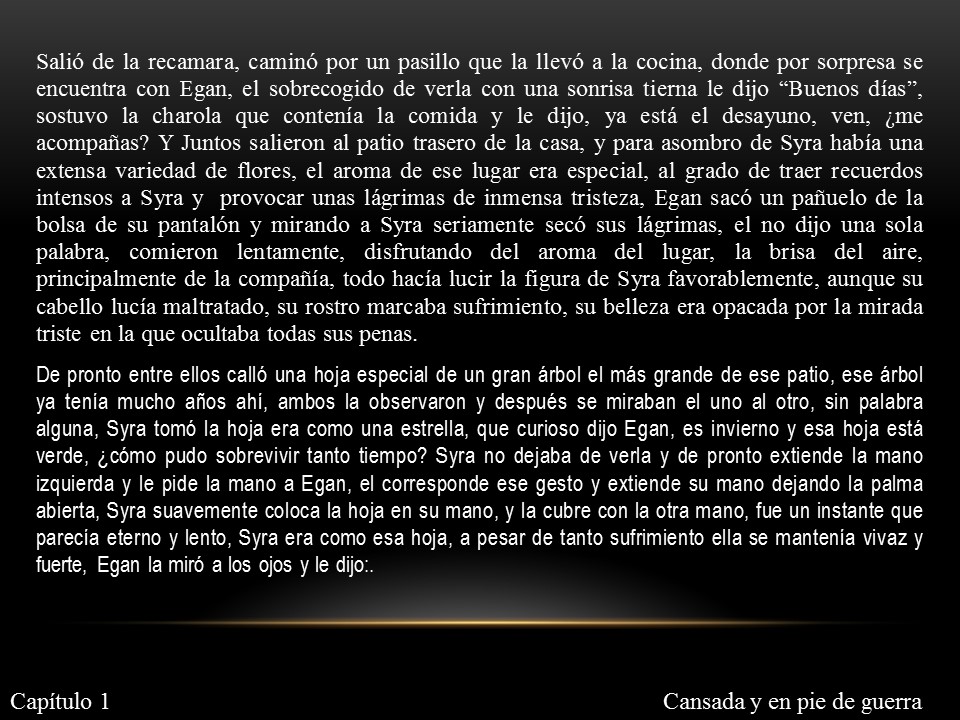 Salió de la recamara, caminó por un pasillo que la llevó a la cocina, donde por sorpresa se
encuentra con Egan, el sobrecogido de verla con una sonrisa tierna le dijo “Buenos días”,
sostuvo la charola que contenía la comida y le dijo, ya está el desayuno, ven, ¿me
acompañas? Y Juntos salieron al patio trasero de la casa, y para asombro de Syra había una
extensa variedad de flores, el aroma de ese lugar era especial, al grado de traer recuerdos
intensos a Syra y  provocar unas lágrimas de inmensa tristeza, Egan sacó un pañuelo de la
bolsa de su pantalón y mirando a Syra seriamente secó sus lágrimas, el no dijo una sola
palabra, comieron lentamente, disfrutando del aroma del lugar, la brisa del aire,
principalmente de la compañía, todo hacía lucir la figura de Syra favorablemente, aunque su
cabello lucía maltratado, su rostro marcaba sufrimiento, su belleza era opacada por la mirada
triste en la que ocultaba todas sus penas.
De pronto entre ellos calló una hoja especial de un gran árbol el más grande de ese patio, ese árbol
ya tenía mucho años ahí, ambos la observaron y después se miraban el uno al otro, sin palabra
alguna, Syra tomó la hoja era como una estrella, que curioso dijo Egan, es invierno y esa hoja está
verde, ¿cómo pudo sobrevivir tanto tiempo? Syra no dejaba de verla y de pronto extiende la mano
izquierda y le pide la mano a Egan, el corresponde ese gesto y extiende su mano dejando la palma
abierta, Syra suavemente coloca la hoja en su mano, y la cubre con la otra mano, fue un instante que
parecía eterno y lento, Syra era como esa hoja, a pesar de tanto sufrimiento ella se mantenía vivaz y
fuerte,  Egan la miró a los ojos y le dijo:.
Capítulo 1
Cansada y en pie de guerra